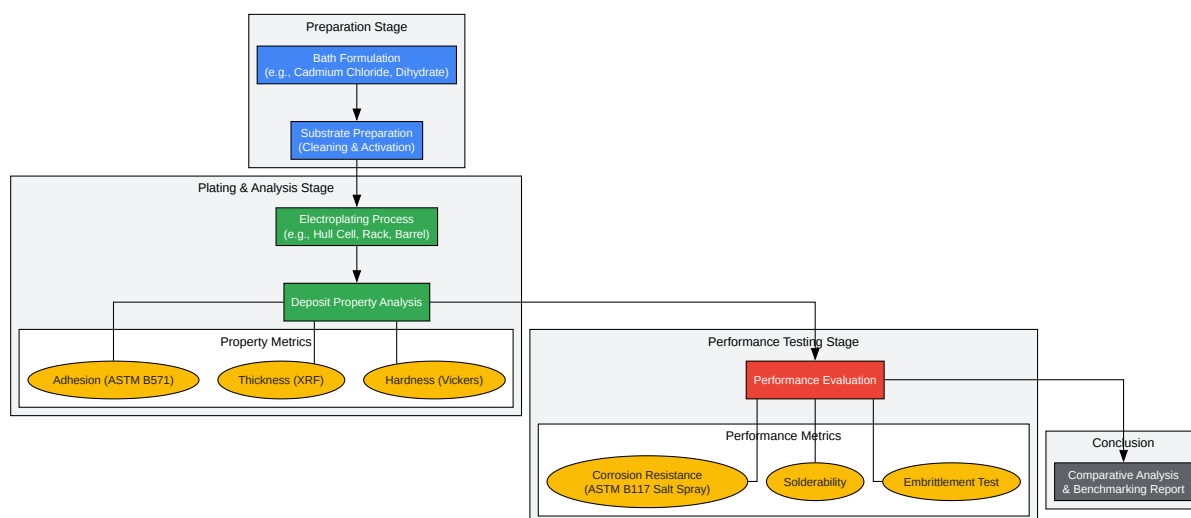 Preparation Stage
Bath Formulation
(e.g., Cadmium Chloride, Dihydrate)
Substrate Preparation
(Cleaning & Activation)
Plating & Analysis Stage
Electroplating Process
(e.g., Hull Cell, Rack, Barrel)
Deposit Property Analysis
Property Metrics
Adhesion (ASTM B571)
Thickness (XRF)
Hardness (Vickers)
Performance Testing Stage
Performance Evaluation
Performance Metrics
Corrosion Resistance
(ASTM B117 Salt Spray)
Solderability
Embrittlement Test
Conclusion
Comparative Analysis
& Benchmarking Report